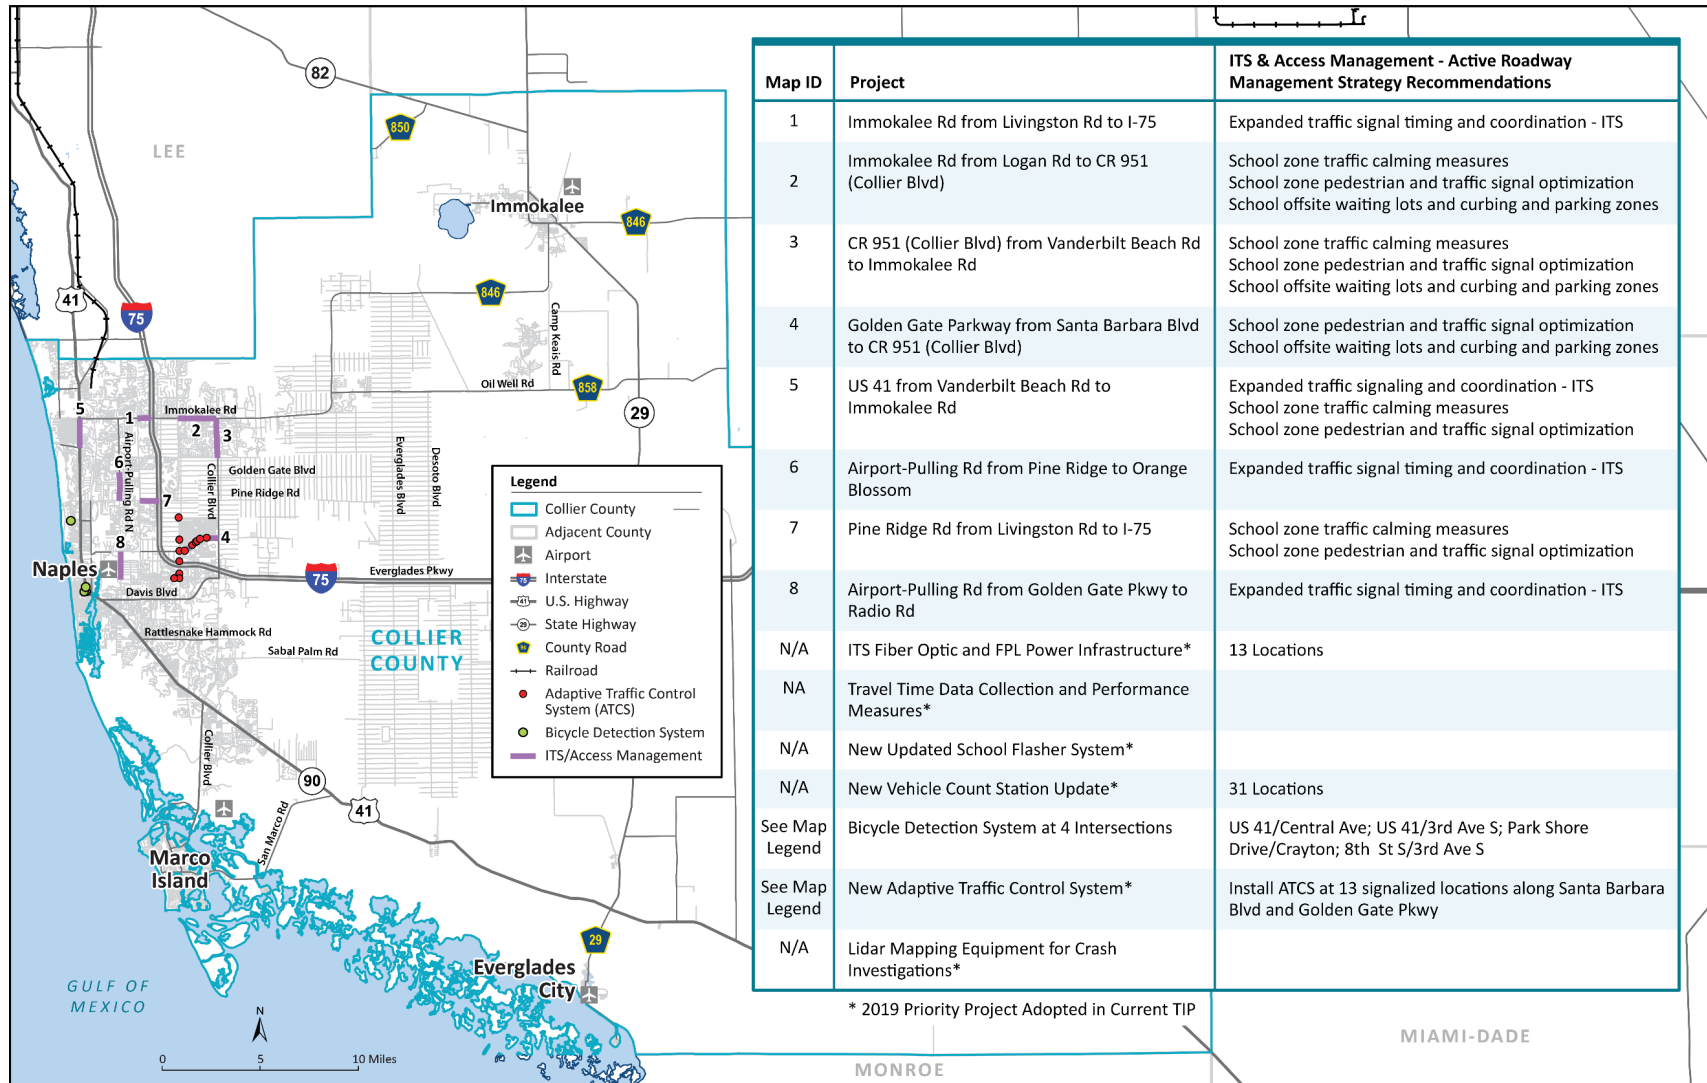 82
850
LEE
Immokalee
846
846
41
75
Camp Keais Rd
Oil Well Rd
858
29
5
1
Immokalee Rd
2
3
Airport-Pulling Rd N
6
Collier Blvd
Golden Gate Blvd
Pine Ridge Rd
Everglades Blvd
Desoto Blvd
7
8
4
Naples
75
Everglades Pkwy
Davis Blvd
Rattlesnake Hammock Rd
Sabal Palm Rd
COLLIER
COUNTY
Collier Blvd
90
41
San Marco Rd
Marco
Island
29
Everglades
City
GULF OF
MEXICO
N
0 5 10 Miles
MONROE
MIAMI-DADE
Legend
Collier County
Adjacent County
Airport
75 Interstate
41 U.S. Highway
29 State Highway
94 County Road
Railroad
Adaptive Traffic Control
System (ATCS)
Bicycle Detection System
ITS/Access Management
Map ID Project ITS & Access Management - Active Roadway
Management Strategy Recommendations
1 Immokalee Rd from Livingston Rd to I-75 Expanded traffic signal timing and coordination - ITS
2 Immokalee Rd from Logan Rd to CR 951
(Collier Blvd)
School zone traffic calming measures
School zone pedestrian and traffic signal optimization
School offsite waiting lots and curbing and parking zones
3 CR 951 (Collier Blvd) from Vanderbilt Beach Rd
to Immokalee Rd
School zone traffic calming measures
School zone pedestrian and traffic signal optimization
School offsite waiting lots and curbing and parking zones
4 Golden Gate Parkway from Santa Barbara Blvd
to CR 951 (Collier Blvd)
School zone pedestrian and traffic signal optimization
School offsite waiting lots and curbing and parking zones
5 US 41 from Vanderbilt Beach Rd to
Immokalee Rd
Expanded traffic signaling and coordination - ITS
School zone traffic calming measures
School zone pedestrian and traffic signal optimization
6 Airport-Pulling Rd from Pine Ridge to Orange
Blossom
Expanded traffic signal timing and coordination - ITS
7 Pine Ridge Rd from Livingston Rd to I-75
School zone traffic calming measures
School zone pedestrian and traffic signal optimization
8 Airport-Pulling Rd from Golden Gate Pkwy to
Radio Rd
Expanded traffic signal timing and coordination - ITS
N/A ITS Fiber Optic and FPL Power Infrastructure* 13 Locations
NA Travel Time Data Collection and Performance
Measures*
N/A New Updated School Flasher System*
N/A New Vehicle Count Station Update* 31 Locations
See Map
Legend
Bicycle Detection System at 4 Intersections
US 41/Central Ave; US 41/3rd Ave S; Park Shore
Drive/Crayton; 8th St S/3rd Ave S
See Map
Legend
New Adaptive Traffic Control System*
Install ATCS at 13 signalized locations along Santa Barbara
Blvd and Golden Gate Pkwy
N/A Lidar Mapping Equipment for Crash
Investigations*
* 2019 Priority Project Adopted in Current TIP